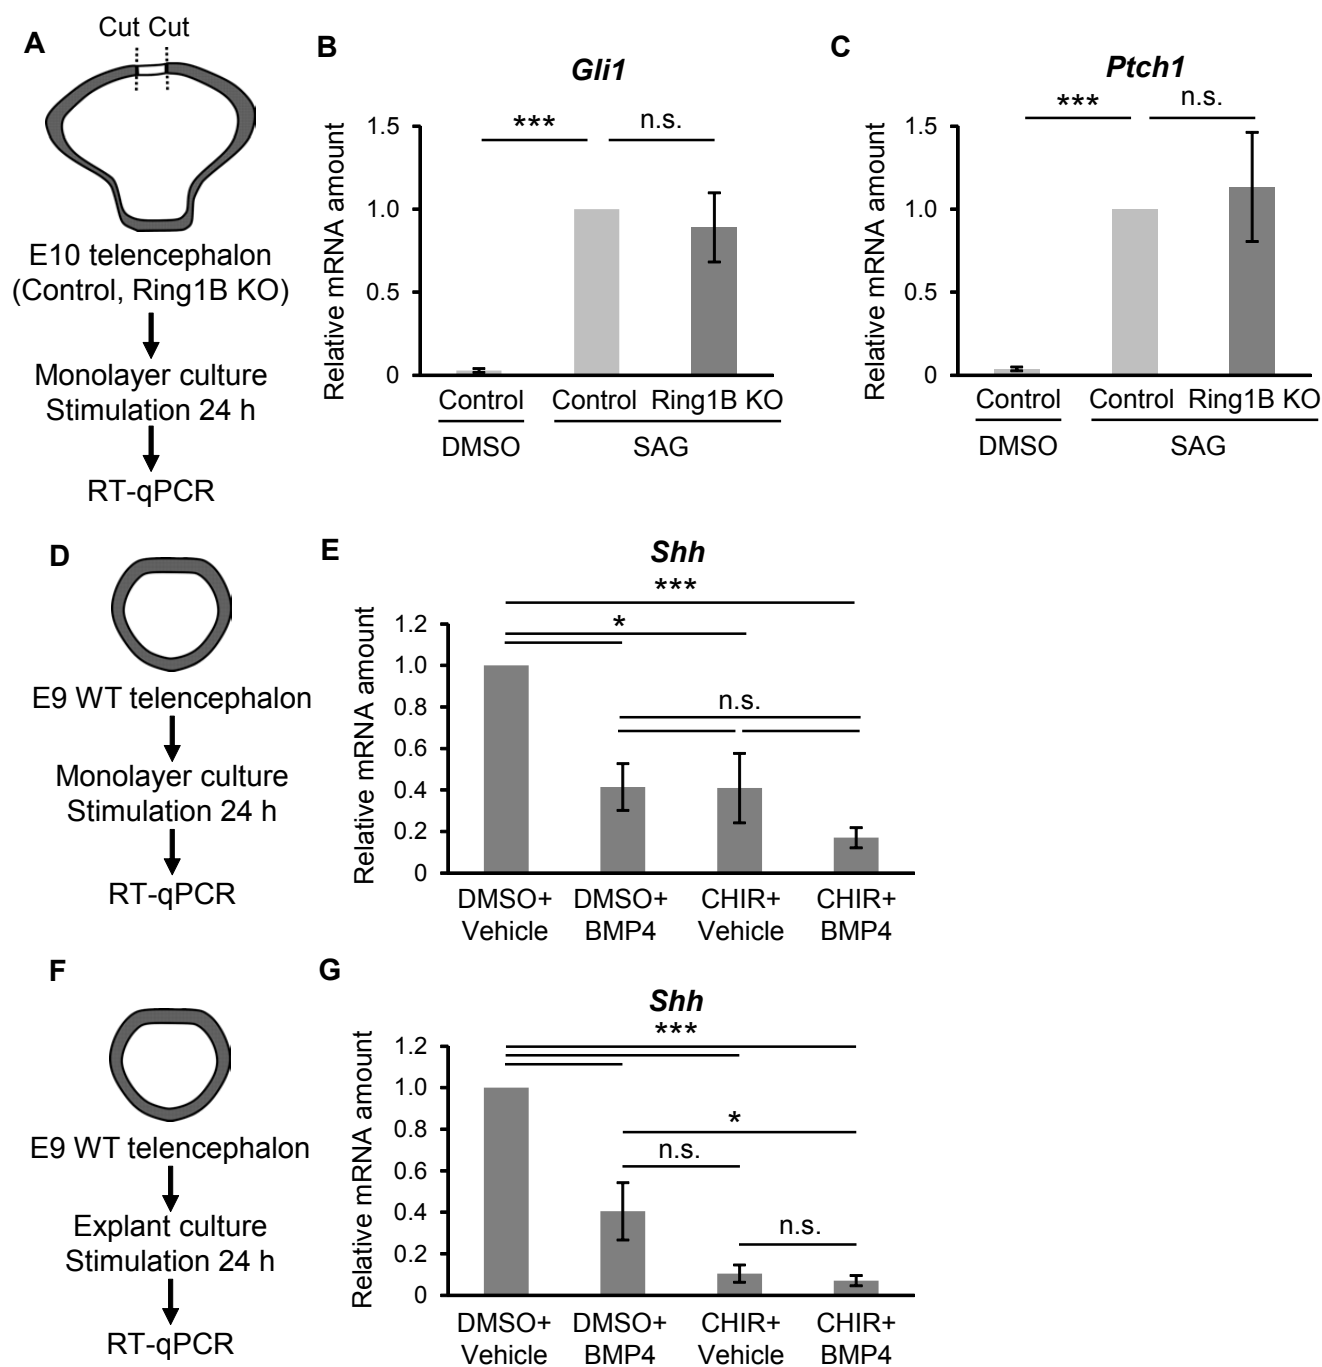 A
Cut Cut
E10 telencephalon
(Control, Ring1B KO)
Monolayer culture
Stimulation 24 h
RT-qPCR
B
Gli1
***
n.s.
Relative mRNA amount
1.5
1.0
0.5
0
Control
Control
Ring1B KO
DMSO
SAG
C
Ptch1
***
n.s.
Relative mRNA amount
1.5
1.0
0.5
0
Control
Control
Ring1B KO
DMSO
SAG
D
E9 WT telencephalon
Monolayer culture
Stimulation 24 h
RT-qPCR
E
Shh
***
*
n.s.
Relative mRNA amount
1.2
1.0
0.8
0.6
0.4
0.2
0
DMSO+ DMSO+ CHIR+ CHIR+
Vehicle BMP4 Vehicle BMP4
F
E9 WT telencephalon
Explant culture
Stimulation 24 h
RT-qPCR
G
Shh
***
*
n.s.
n.s.
Relative mRNA amount
1.2
1.0
0.8
0.6
0.4
0.2
0
DMSO+ DMSO+ CHIR+ CHIR+
Vehicle BMP4 Vehicle BMP4